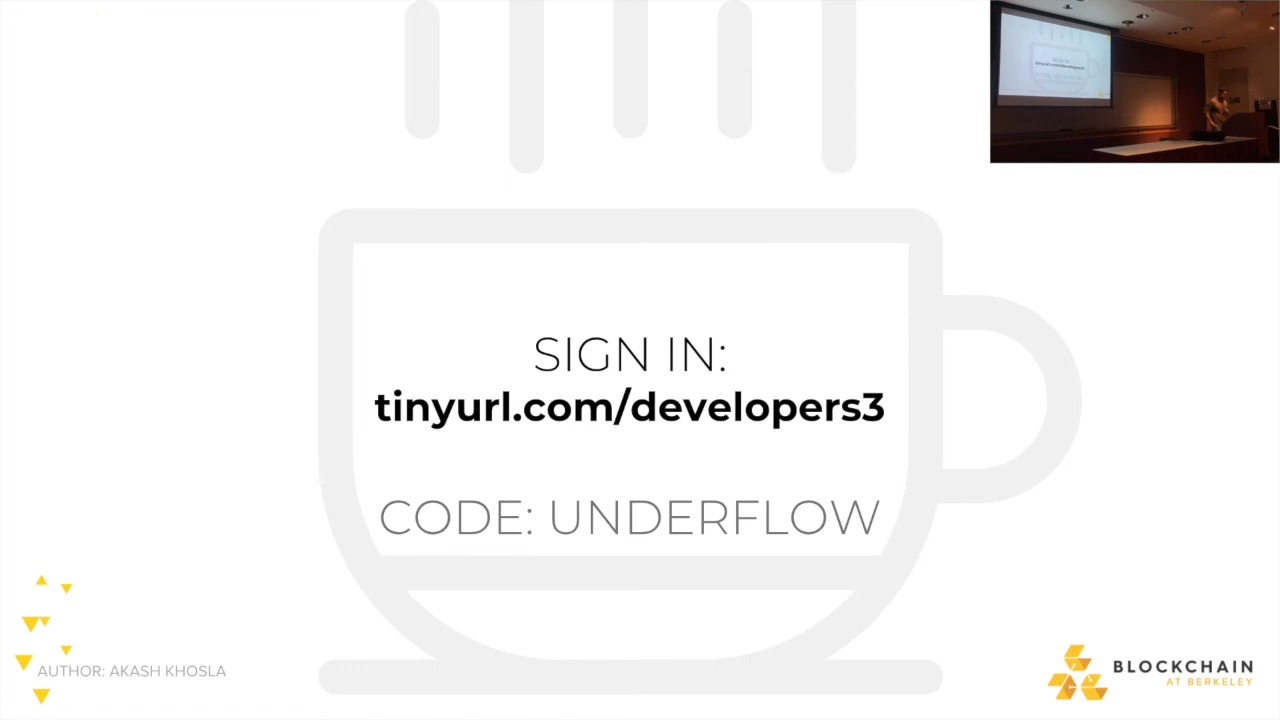 SIGN IN:
tinyurl.com/developers3
CODE: UNDERFLOW
AUTHOR: AKASH KHOSLA
BLOCKCHAIN
AT BERKELEY